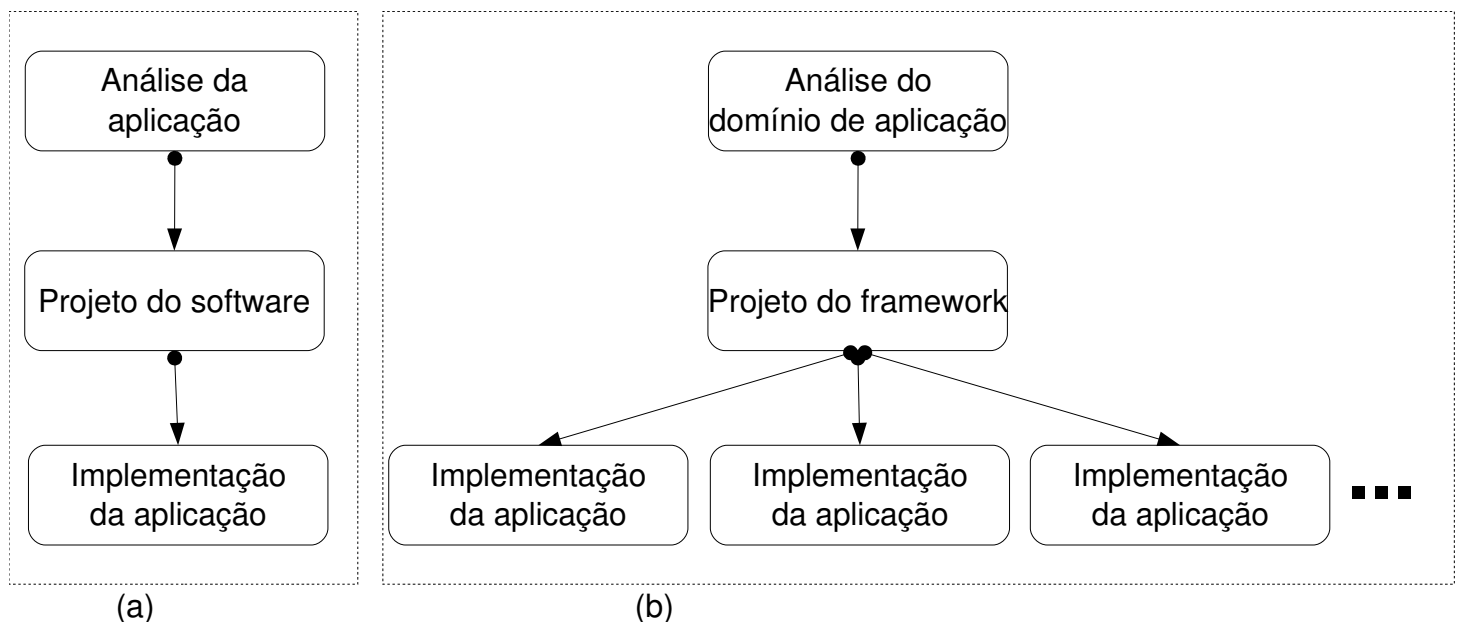 Análise da
aplicação
Projeto do software
Implementação
da aplicação
(a)
Análise do
domínio de aplicação
Projeto do framework
Implementação
da aplicação
Implementação
da aplicação
Implementação
da aplicação
(b)